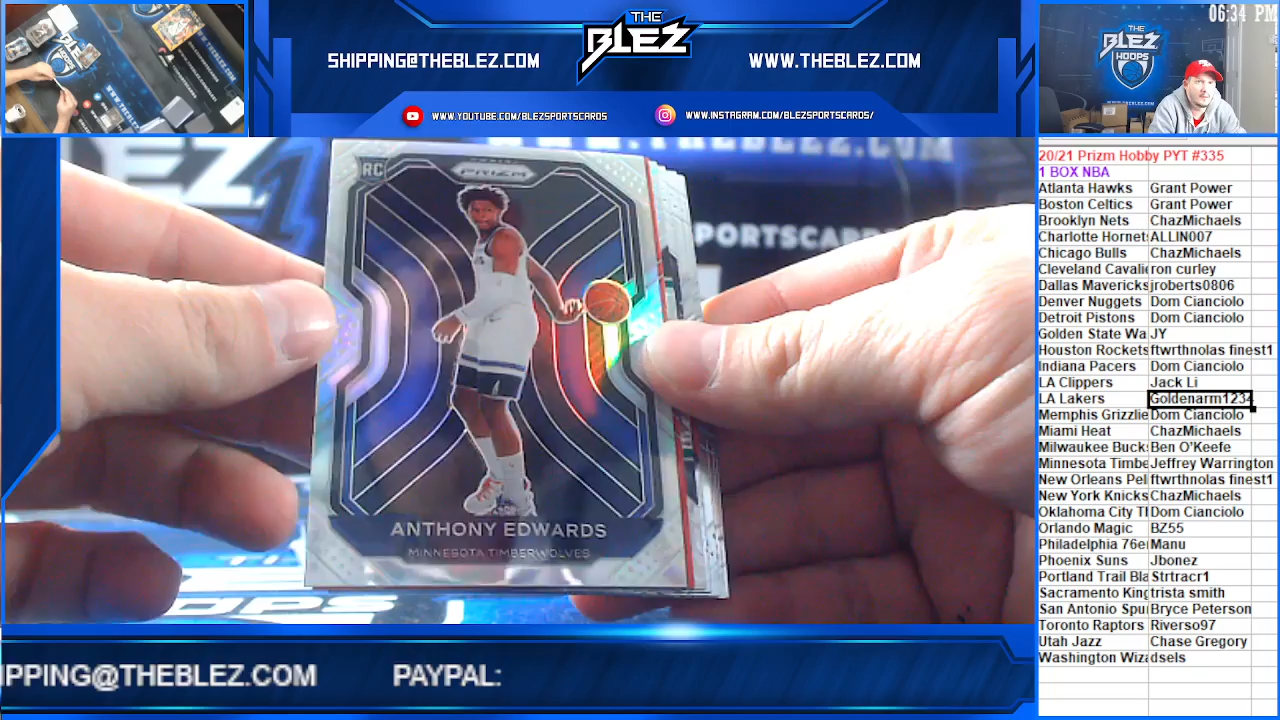 THE
BLEZ
SHIPPING@THEBLEZ.COM
WWW.THEBLEZ.COM
WWW.YOUTUBE.COM/BLEZSPORTSCARDS
WWW.INSTAGRAM.COM/BLEZSPORTSCARDS/
06:34 PM
THE
BLEZ
HOOPS
RC
PRIZM
ANTHONY EDWARDS
MINNESOTA TIMBERWOLVES
20/21 Prizm Hobby PYT #335
1 BOX NBA
Atlanta Hawks Grant Power
Boston Celtics Grant Power
Brooklyn Nets ChazMichaels
Charlotte Hornets ALLIN007
Chicago Bulls ChazMichaels
Cleveland Cavali ron curley
Dallas Mavericks jroberts0806
Denver Nuggets Dom Cianciolo
Detroit Pistons Dom Cianciolo
Golden State Wa JY
Houston Rockets ftwrthnolas finest1
Indiana Pacers Dom Cianciolo
LA Clippers Jack Li
LA Lakers Goldenarm1234
Memphis Grizzlie Dom Cianciolo
Miami Heat ChazMichaels
Milwaukee Buck Ben O'Keefe
Minnesota Timbe Jeffrey Warrington
New Orleans Pel ftwrthnolas finest1
New York Knicks ChazMichaels
Oklahoma City T Dom Cianciolo
Orlando Magic BZ55
Philadelphia 76e Manu
Phoenix Suns Jbonez
Portland Trail Bla Strtracr1
Sacramento King trista smith
San Antonio Spu Bryce Peterson
Toronto Raptors Riverso97
Utah Jazz Chase Gregory
Washington Wiza dsels
IPPING@THEBLEZ.COM PAYPAL: